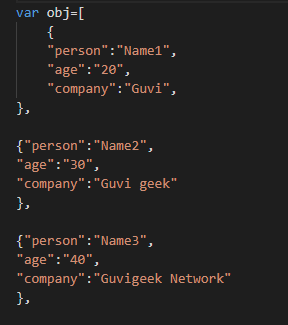 var obj=[
{
"person":"Name1",
"age":"20",
"company":"Guvi",
},
{"person":"Name2",
"age":"30",
"company":"Guvi geek"
},
{"person":"Name3",
"age":"40",
"company":"Guvigeek Network"
},